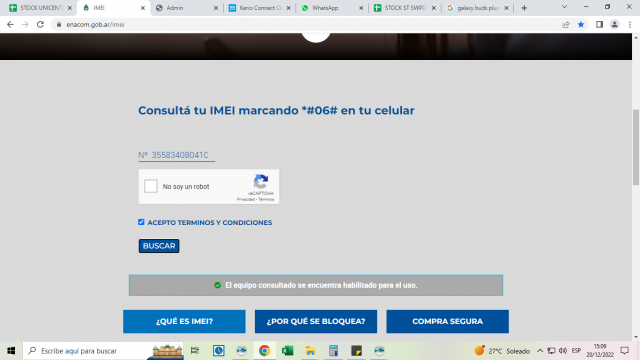 STOCK UNICENT
IMEI
Admin
Kerio Connect Cl
WhatsApp
STOCK ST SWPO
galaxy buds plus
enacom.gob.ar/imei
Consultá tu IMEI marcando *#06# en tu celular
Nº 35583408041C
No soy un robot
reCAPTCHA
Privacidad - Términos
ACEPTO TERMINOS Y CONDICIONES
BUSCAR
El equipo consultado se encuentra habilitado para el uso.
¿QUÉ ES IMEI? ¿POR QUÉ SE BLOQUEA? COMPRA SEGURA
Escribe aquí para buscar
27°C Soleado
ESP
15:09
20/12/2022